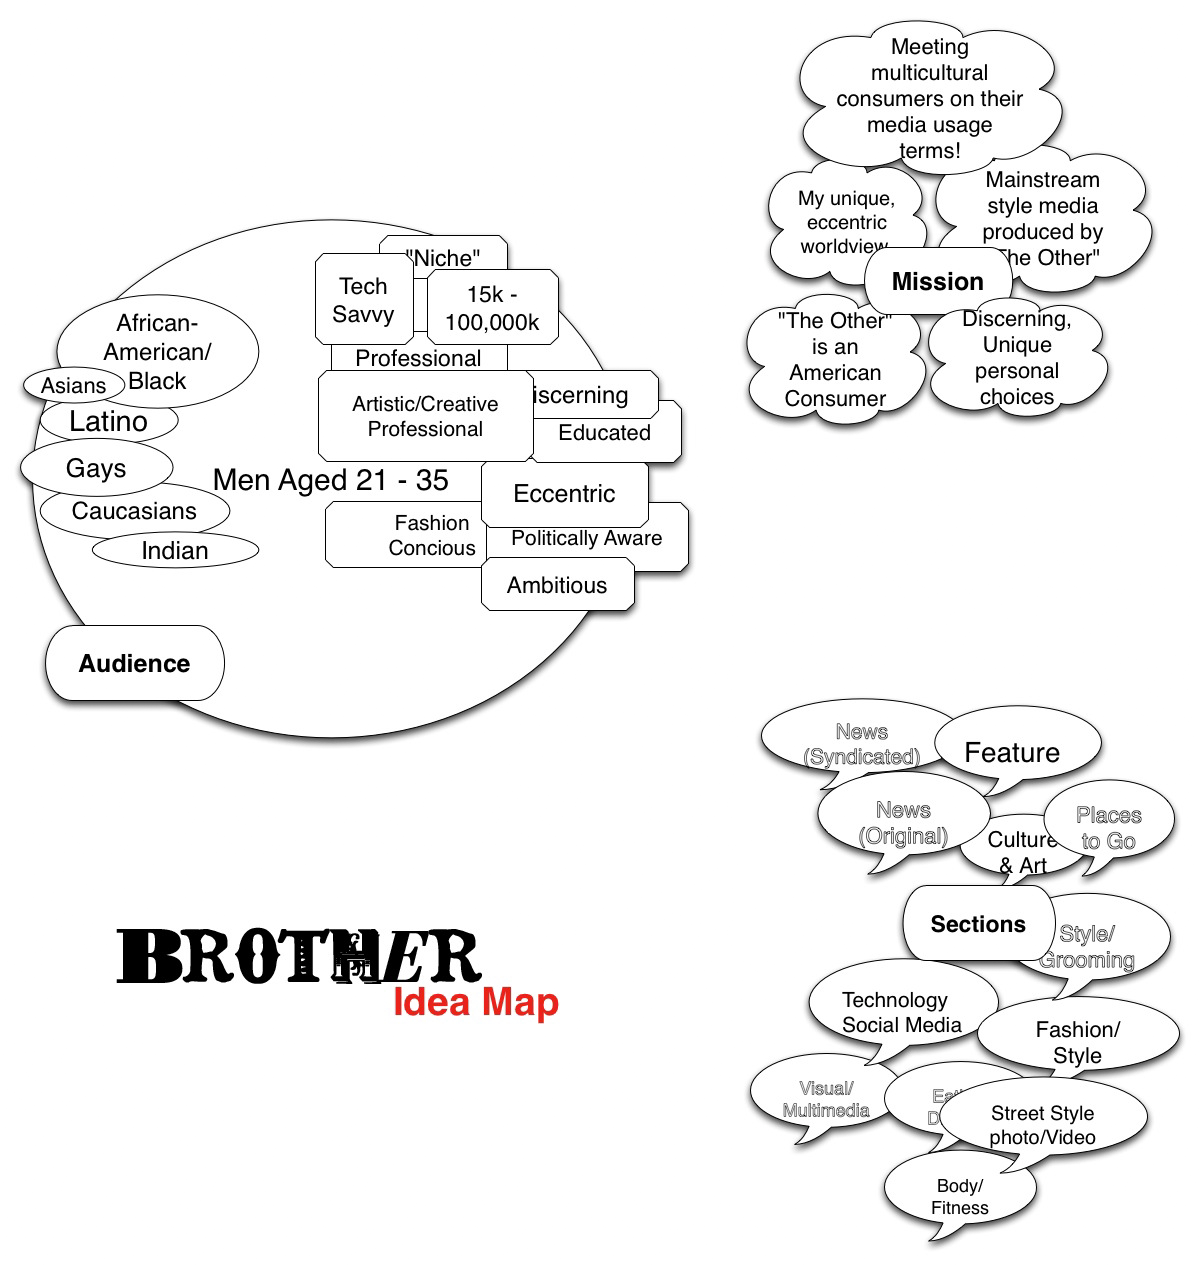 Meeting
multicultural
consumers on their
media usage
terms!
My unique,
eccentric
worldview
Mainstream
style media
produced by
The Other"
Mission
"The Other"
is an
American
Consumer
Discerning,
Unique
personal
choices
"Niche"
Tech
Savvy
15k -
100,000k
Professional
Artistic/Creative
Professional
iscerning
Educated
Men Aged 21 - 35
Eccentric
Fashion
Concious
Politically Aware
Ambitious
African-
American/
Black
Asians
Latino
Gays
Caucasians
Indian
Audience
BROTHER
Idea Map
News
(Syndicated)
Feature
News
(Original)
Culture
& Art
Places
to Go
Sections
Style/
Grooming
Technology
Social Media
Fashion/
Style
Visual/
Multimedia
Street Style
photo/Video
Body/
Fitness